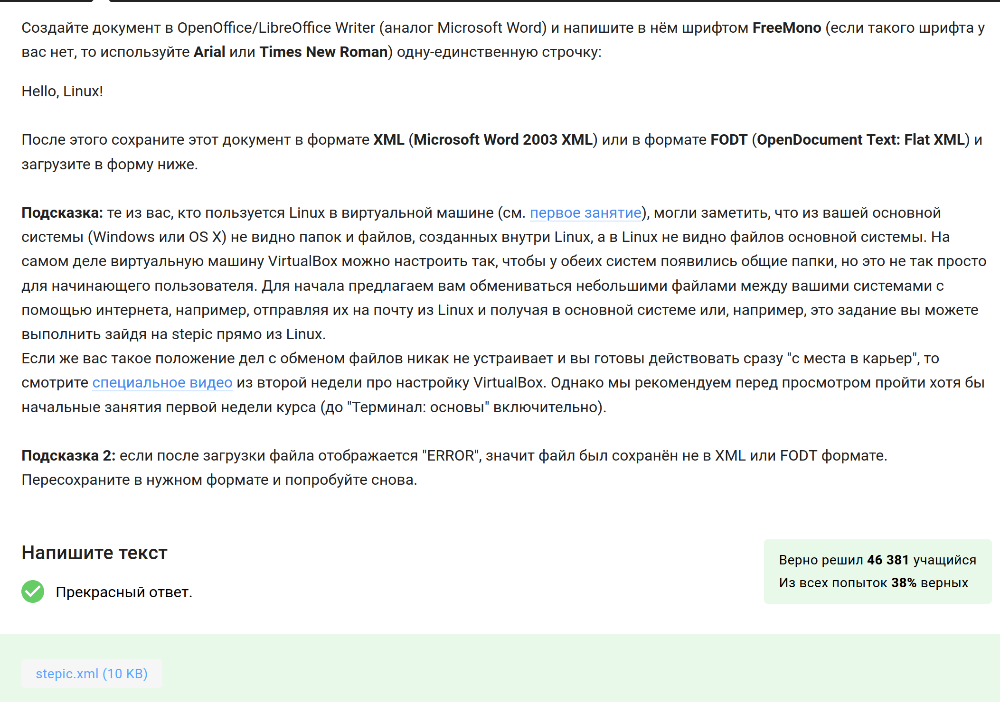 Создайте документ в OpenOffice/LibreOffice Writer (аналог Microsoft Word) и напишите в нём шрифтом FreeMono (если такого шрифта у
вас нет, то используйте Arial или Times New Roman) одну-единственную строчку:
Hello, Linux!
После этого сохраните этот документ в формате XML (Microsoft Word 2003 XML) или в формате FODT (OpenDocument Text: Flat XML) и
загрузите в форму ниже.
Подсказка: те из вас, кто пользуется Linux в виртуальной машине (см. первое занятие), могли заметить, что из вашей основной
системы (Windows или OS X) не видно папок и файлов, созданных внутри Linux, а в Linux не видно файлов основной системы. На
самом деле виртуальную машину VirtualBox можно настроить так, чтобы у обеих систем появились общие папки, но это не так просто
для начинающего пользователя. Для начала предлагаем вам обмениваться небольшими файлами между вашими системами с
помощью интернета, например, отправляя их на почту из Linux и получая в основной системе или, например, это задание вы можете
выполнить зайдя на stepic прямо из Linux.
Если же вас такое положение дел с обменом файлов никак не устраивает и вы готовы действовать сразу "с места в карьер", то
смотрите специальное видео из второй недели про настройку VirtualBox. Однако мы рекомендуем перед просмотром пройти хотя бы
начальные занятия первой недели курса (до "Терминал: основы" включительно).
Подсказка 2: если после загрузки файла отображается "ERROR", значит файл был сохранён не в XML или FODT формате.
Пересохраните в нужном формате и попробуйте снова.
Напишите текст
Прекрасный ответ.
Верно решил 46 381 учащийся
Из всех попыток 38% верных
stepic.xml (10 KB)